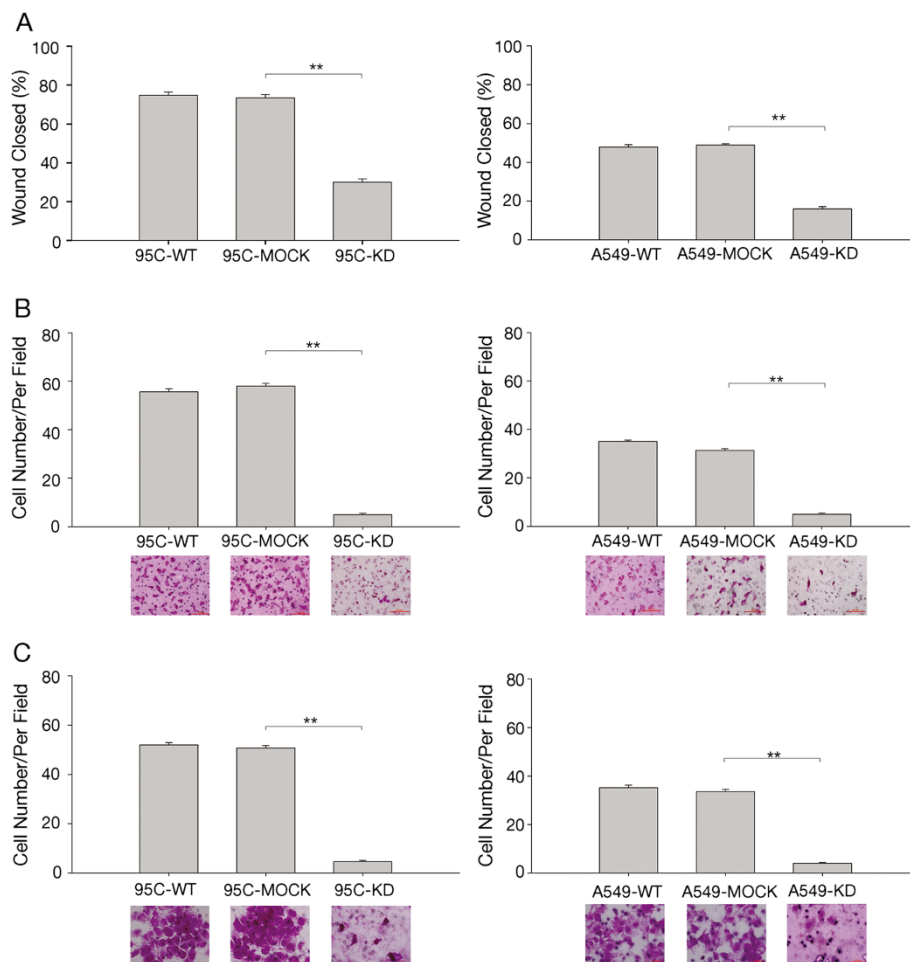 A
Wound Closed (%)
100
80
60
40
20
0
**
95C-WT 95C-MOCK 95C-KD
Wound Closed (%)
100
80
60
40
20
0
**
A549-WT A549-MOCK A549-KD
B
Cell Number/Per Field
80
60
40
20
0
**
95C-WT 95C-MOCK 95C-KD
Cell Number/Per Field
80
60
40
20
0
**
A549-WT A549-MOCK A549-KD
C
Cell Number/Per Field
80
60
40
20
0
**
95C-WT 95C-MOCK 95C-KD
Cell Number/Per Field
80
60
40
20
0
**
A549-WT A549-MOCK A549-KD